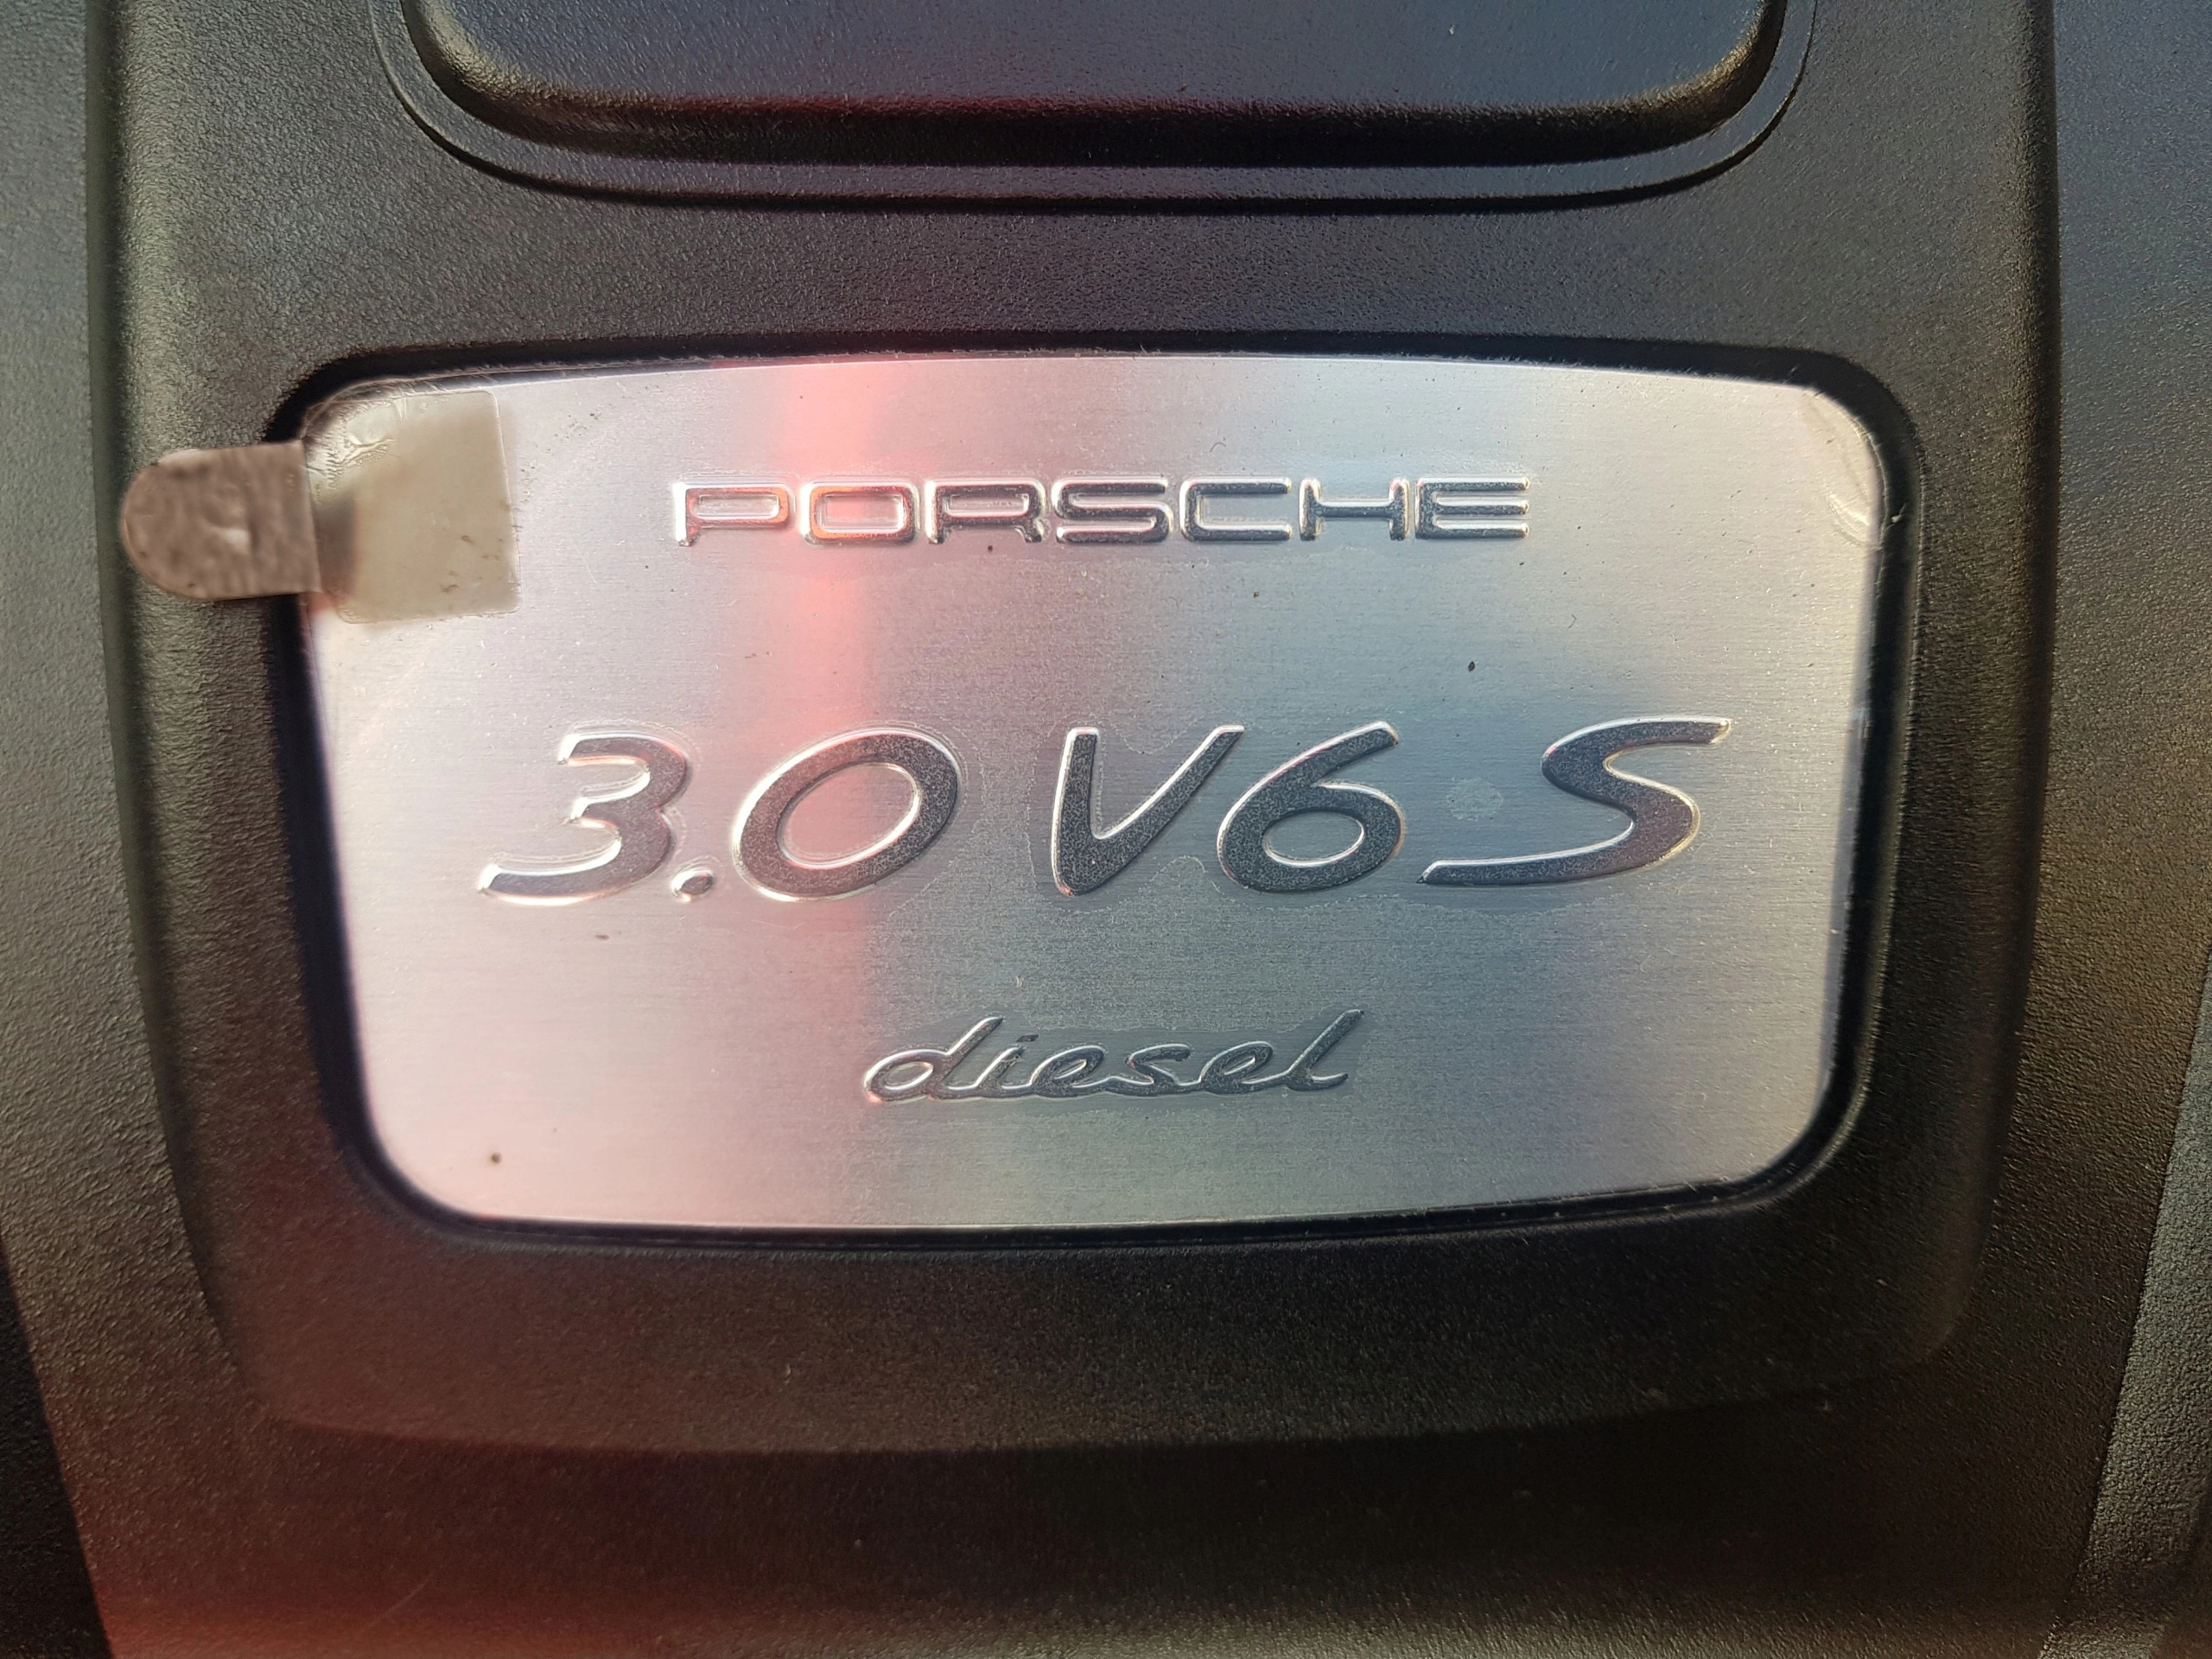 PORSCHE
3.0 V6 S
diesel